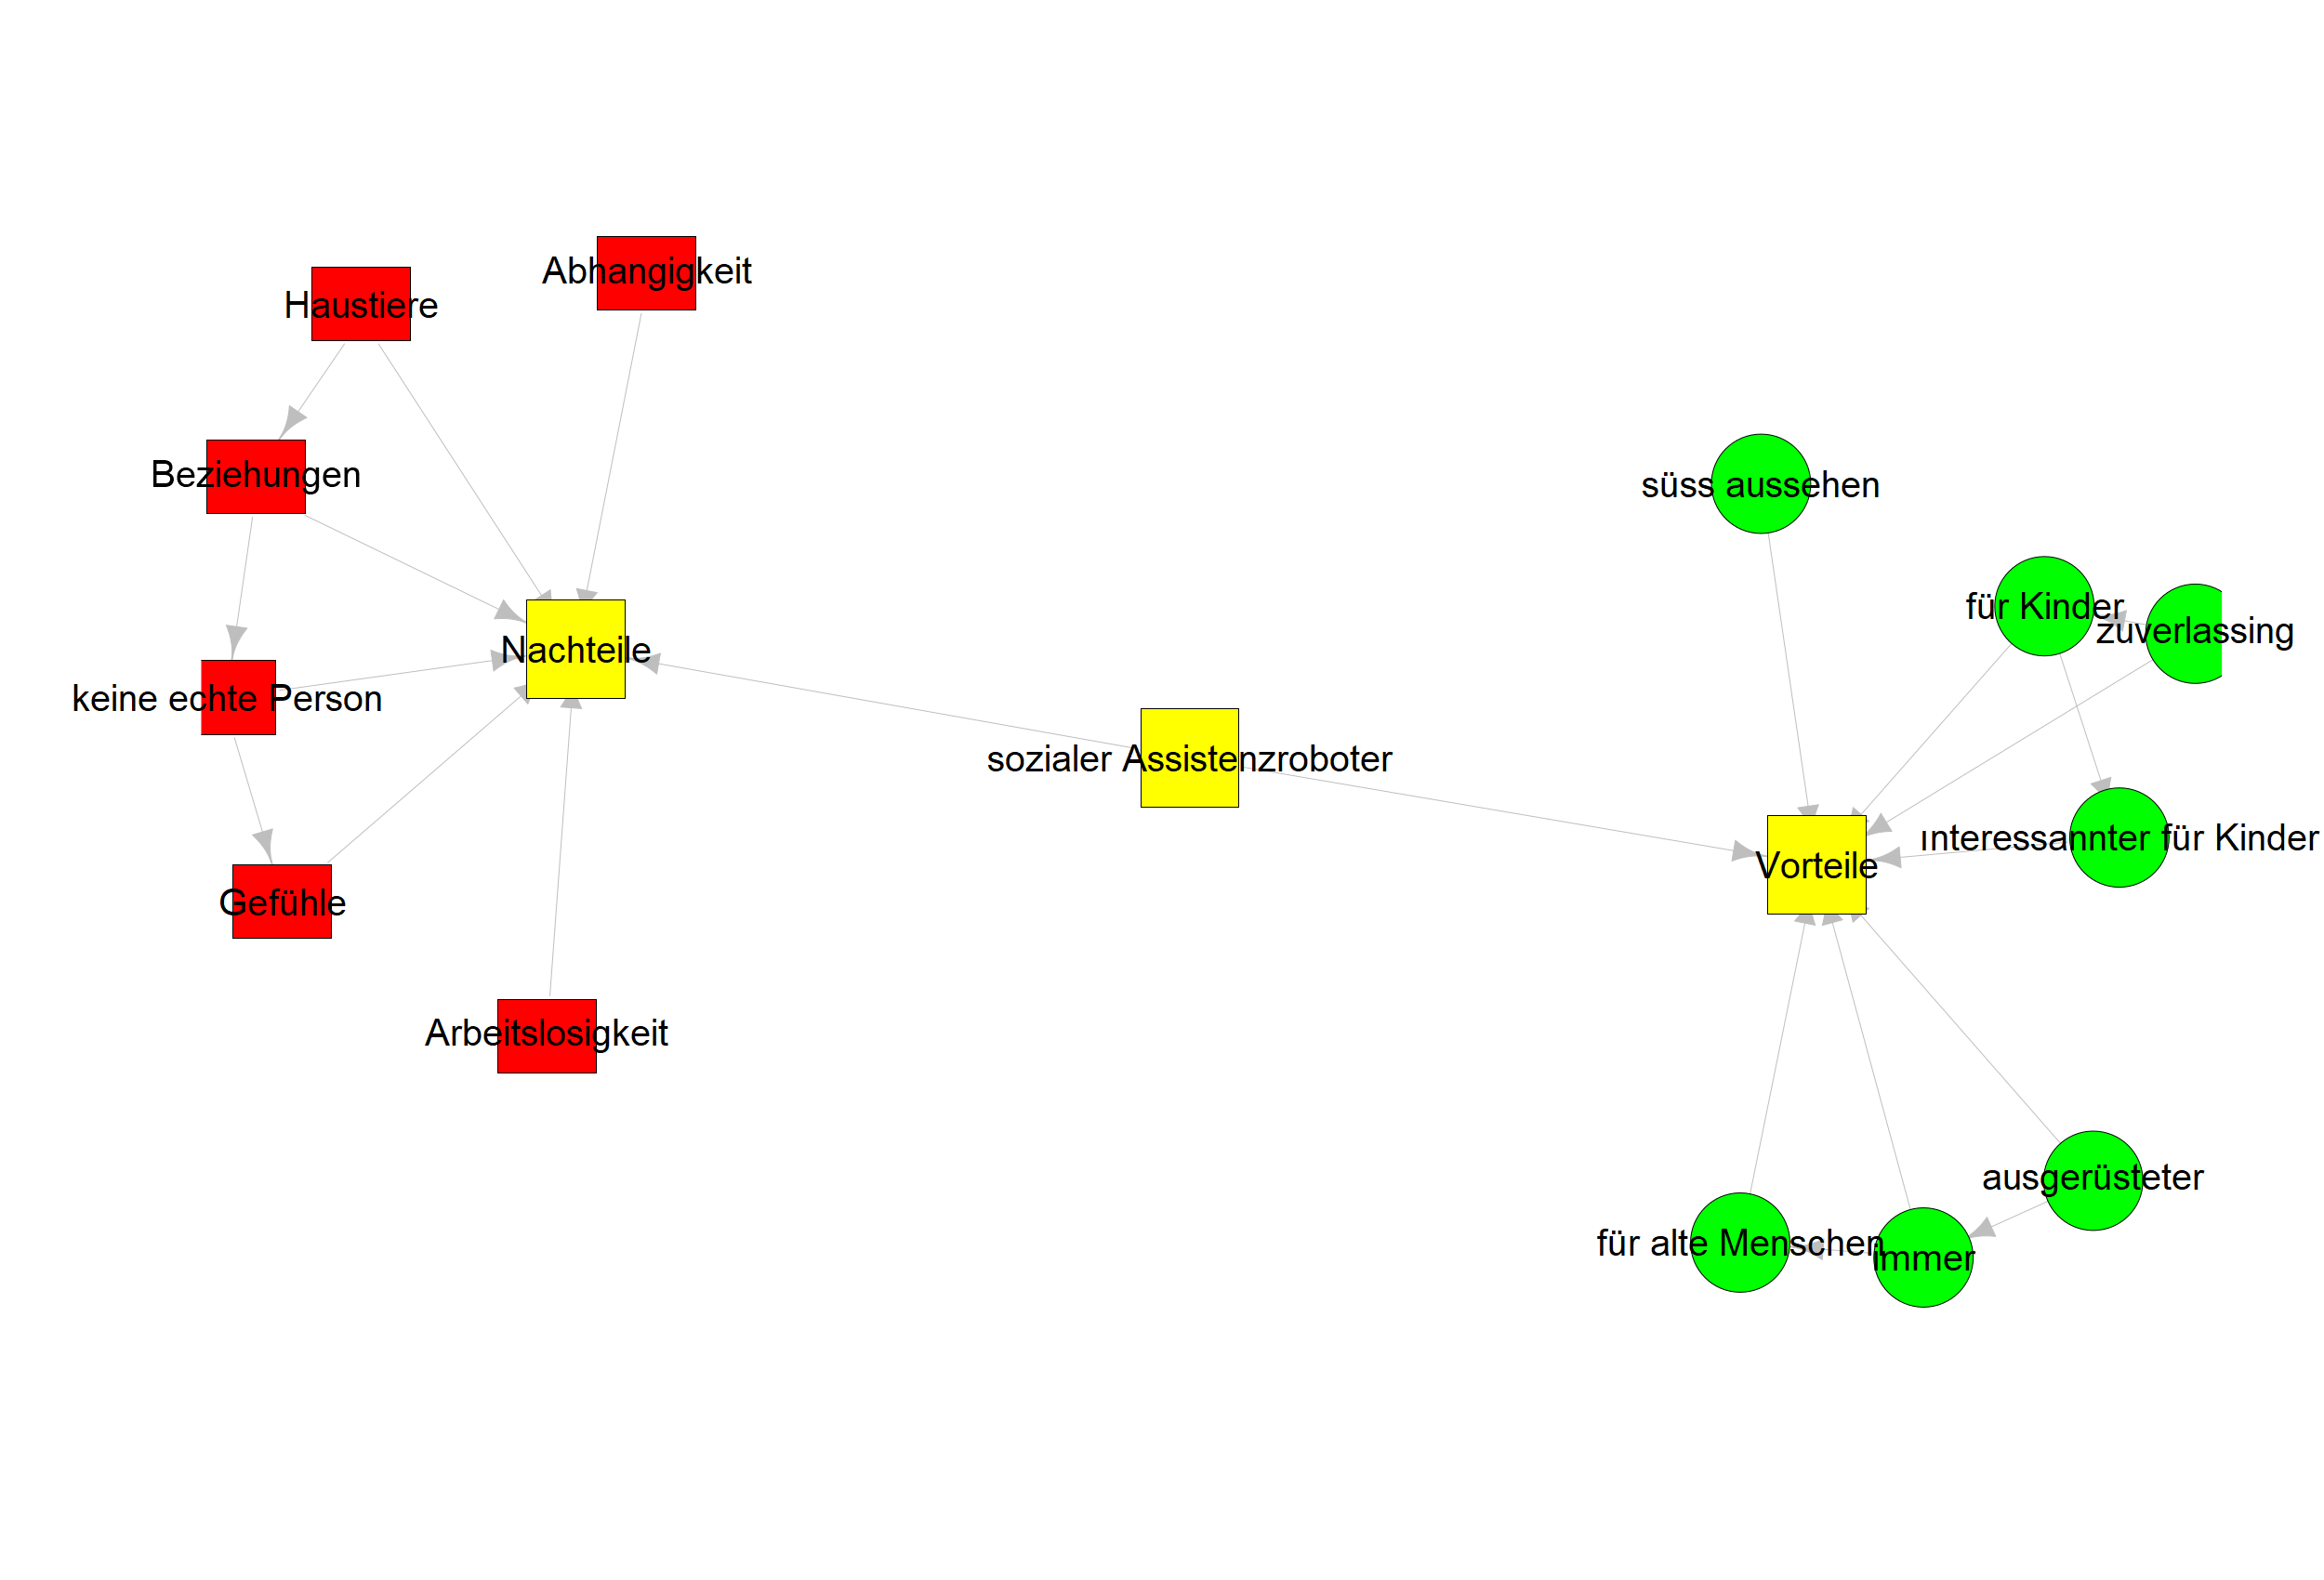 Abhangigkeit
Haustiere
Beziehungen
süss aussehen
für Kinder
zuverlassing
Nachteile
keine echte Person
sozialer Assistenzroboter
interessannter für Kinder
Vorteile
Gefühle
Arbeitslosigkeit
ausgerüsteter
für alte Menschen
immer